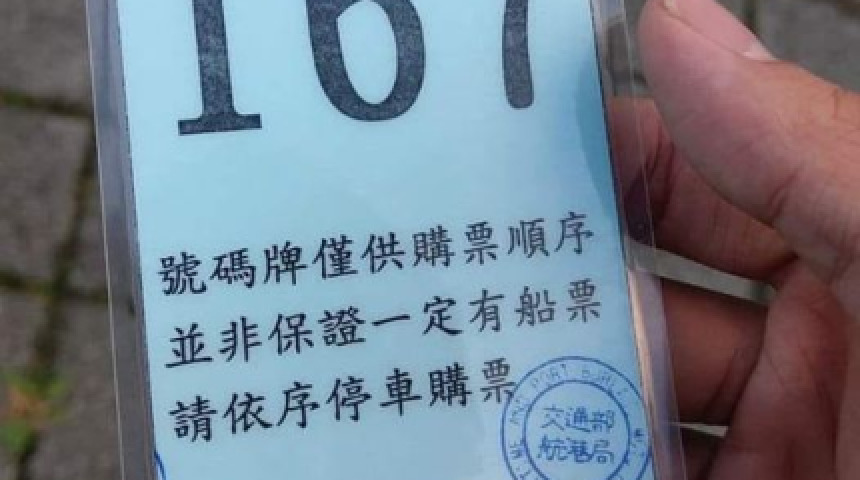 167
號碼牌僅供購票順序
並非保證一定有船票
請依序停車購票
交通部
航港局